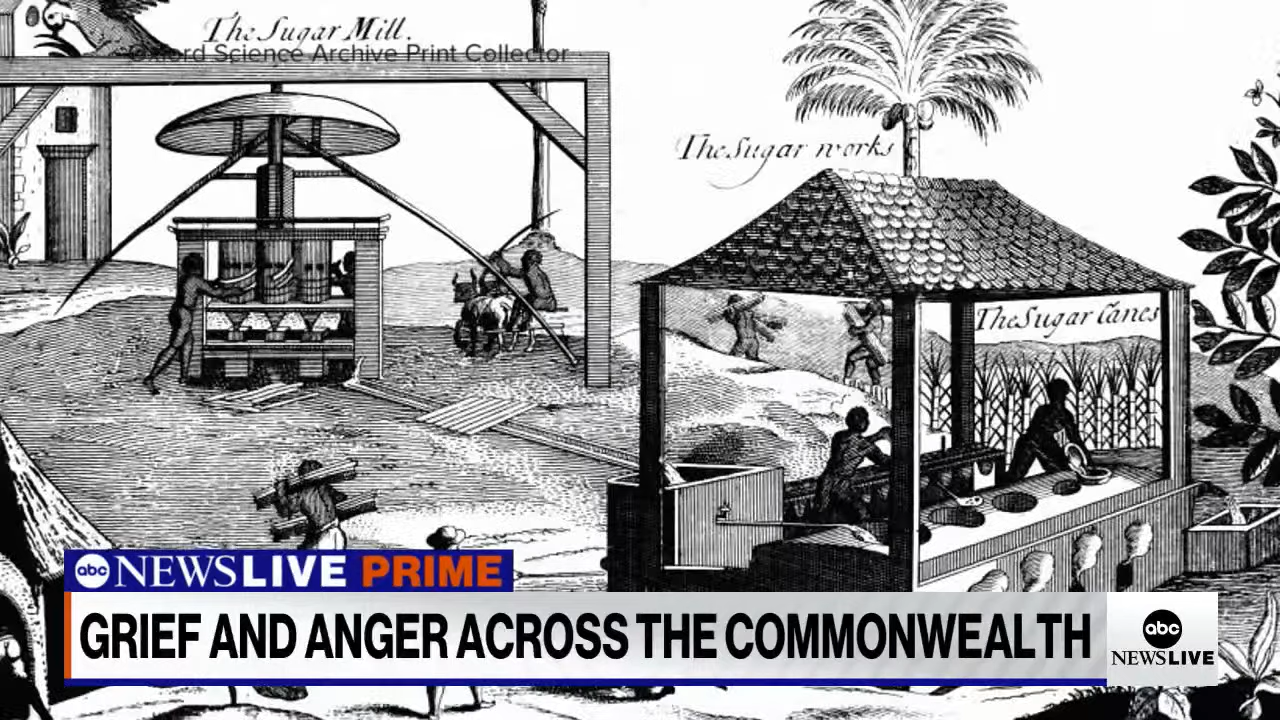 The Sugar Mill.
Oxford Science Archive Print Collector
The Sugar works
The Sugar Canes
abc NEWS LIVE PRIME
GRIEF AND ANGER ACROSS THE COMMONWEALTH
abc
NEWS LIVE